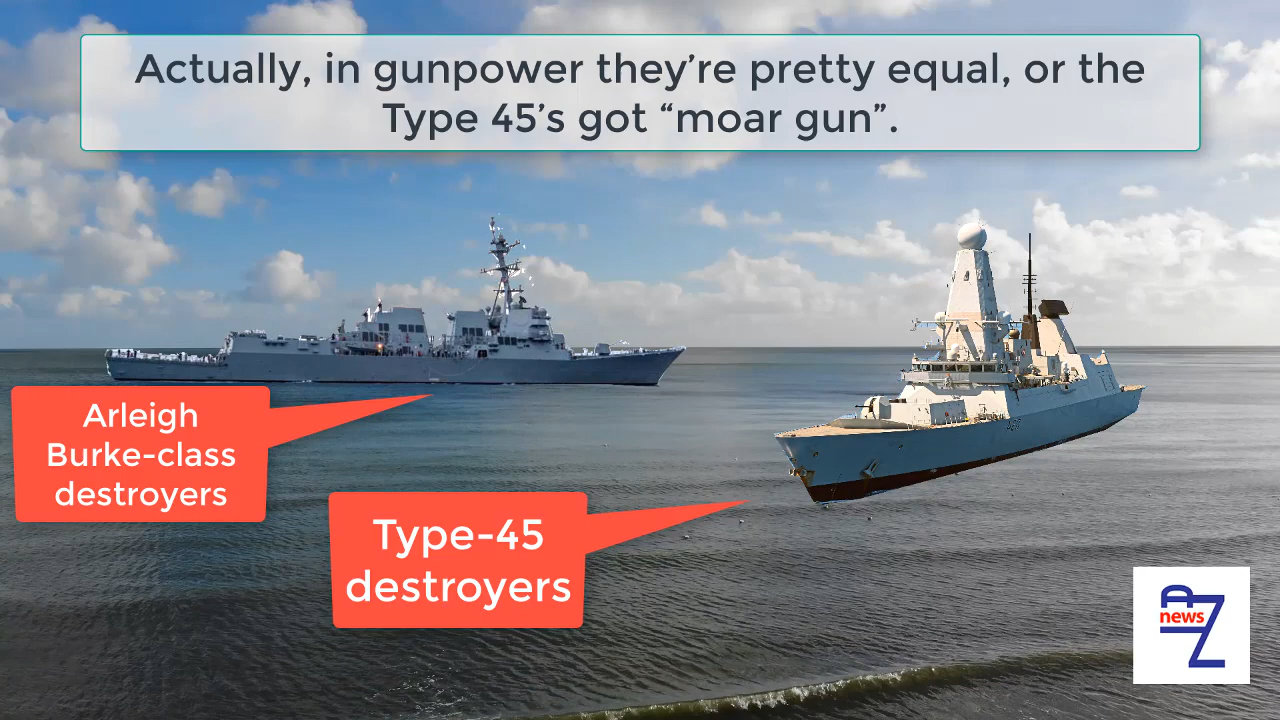 Actually, in gunpower they’re pretty equal, or the
Type 45’s got “moar gun”.
Arleigh
Burke-class
destroyers
Type-45
destroyers
AZ
news